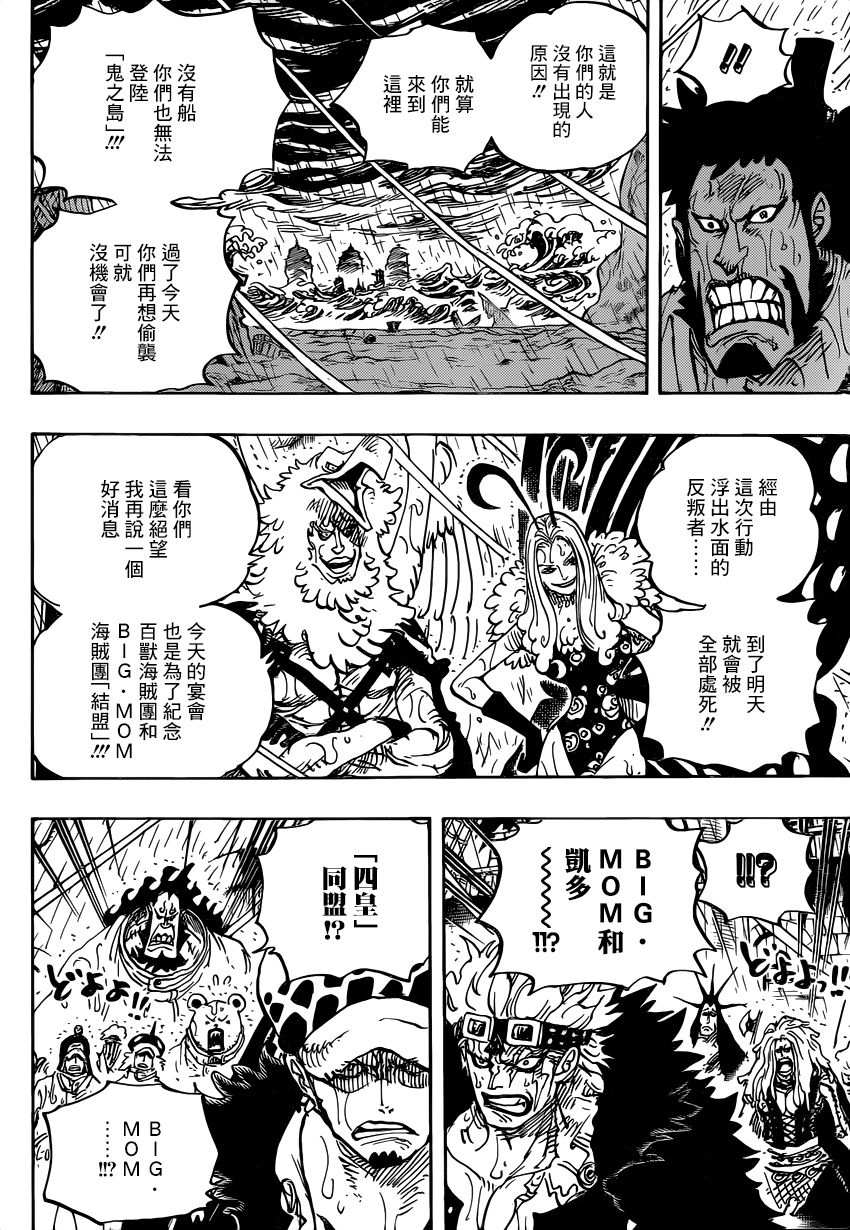 !!
這就是
你們的人
沒有出現的
原因!!
就算
你們能
來到
這裡
沒有船
你們也無法
登陸
「鬼之島」!!!
過了今天
你們再想偷襲
可就
沒機會了!!
經由
這次行動
浮出水面的
反叛者……
到了明天
就會被
全部處死!!
看你們
這麼絕望
我再說一個
好消息
今天的宴會
也是為了紀念
百獸海賊團和
BIG・MOM
海賊團「結盟」!!!
!!?
どよよっ!!
BIG・
MOM和
凱多
~~~!!?
「四皇」
同盟!?
どよよ!!
BIG・
MOM
……!!?